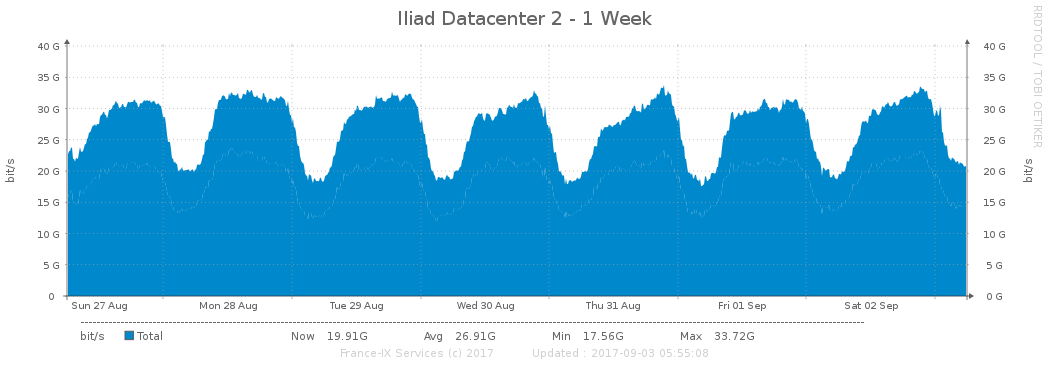 Iliad Datacenter 2 - 1 Week
RRDTOOL / TOBI OETIKER
40 G 40 G
35 G 35 G
30 G 30 G
25 G 25 G
20 G 20 G
15 G 15 G
10 G 10 G
5 G 5 G
0 0 G
bit/s
bit/s
Sun 27 Aug Mon 28 Aug Tue 29 Aug Wed 30 Aug Thu 31 Aug Fri 01 Sep Sat 02 Sep
bit/s Total Now 19.91G Avg 26.91G Min 17.56G Max 33.72G
France-IX Services (c) 2017 Updated : 2017-09-03 05:55:08